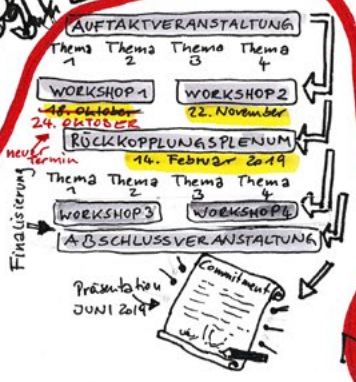 AUFTAKTVERANSTALTUNG
Thema 1 Thema 2 Thema 3 Thema 4
WORKSHOP 1 WORKSHOP 2
18. Oktober 22. November
24. OKTOBER
neuer Termin
RÜCKKOPPLUNGSPLENUM
14. Februar 2019
Thema 1 Thema 2 Thema 3 Thema 4
Finalisierung
WORKSHOP 3 WORKSHOP 4
ABSCHLUSSVERANSTALTUNG
Commitment
Präsentation
JUNI 2019